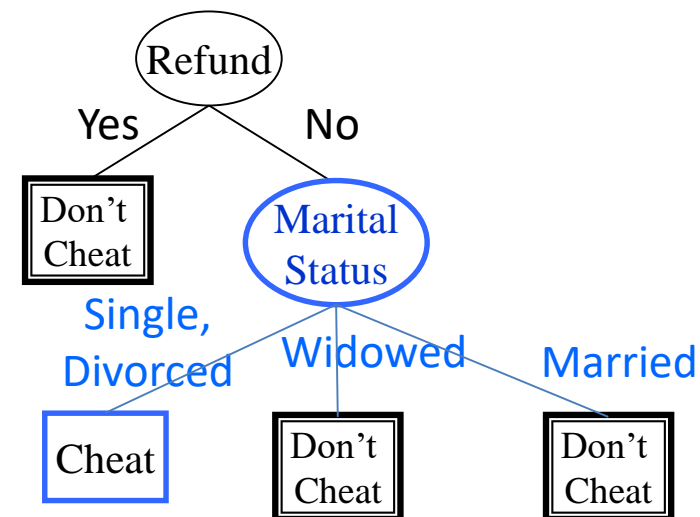 Refund
Yes
No
Don't
Cheat
Marital
Status
Single,
Divorced
Widowed
Married
Cheat
Don't
Cheat
Don't
Cheat